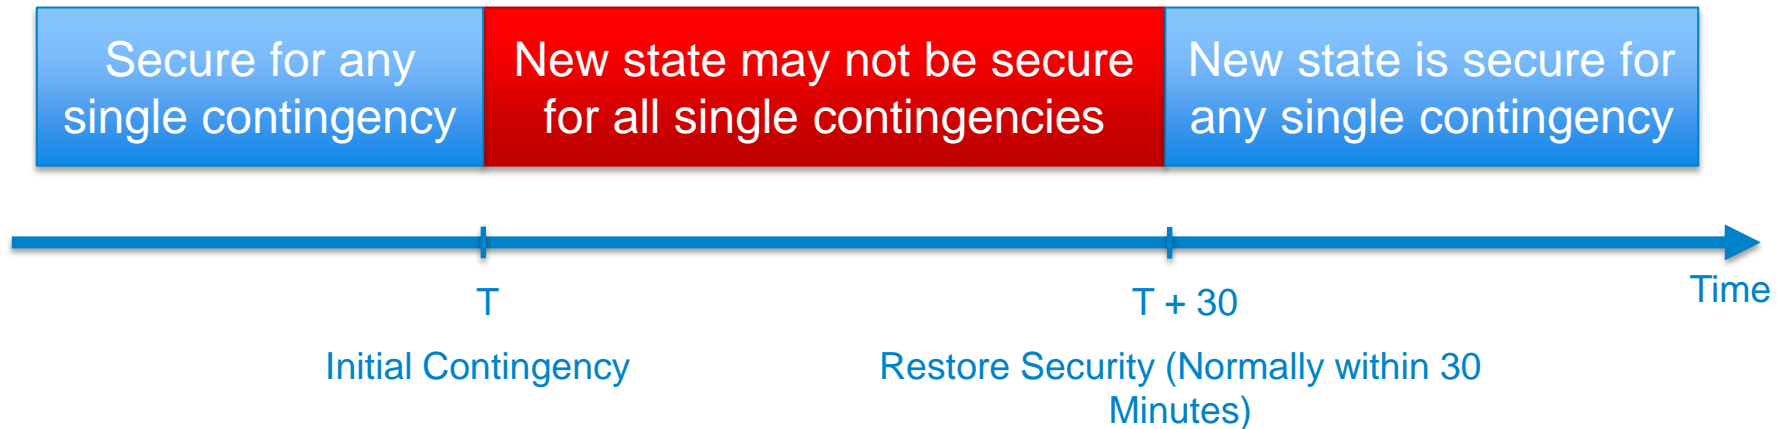 Secure for any
single contingency
New state may not be secure
for all single contingencies
New state is secure for
any single contingency
T
T + 30
Time
Initial Contingency
Restore Security (Normally within 30
Minutes)